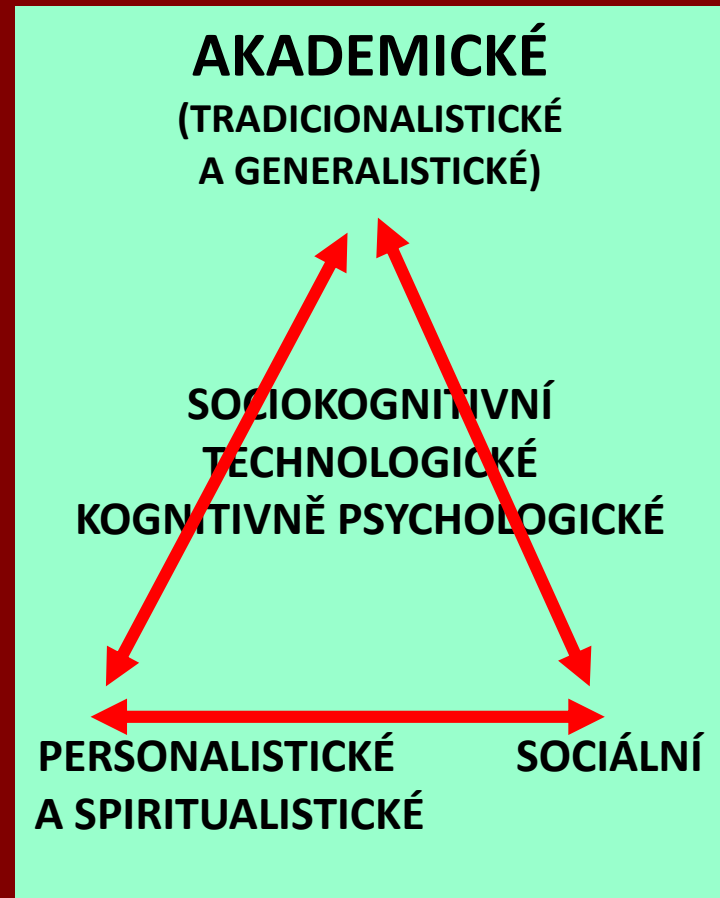 AKADEMICKÉ
(TRADICIONALISTICKÉ
A GENERALISTICKÉ)
SOCIOKOGNITIVNÍ
TECHNOLOGICKÉ
KOGNITIVNĚ PSYCHOLOGICKÉ
PERSONALISTICKÉ SOCIÁLNÍ
A SPIRITUALISTICKÉ